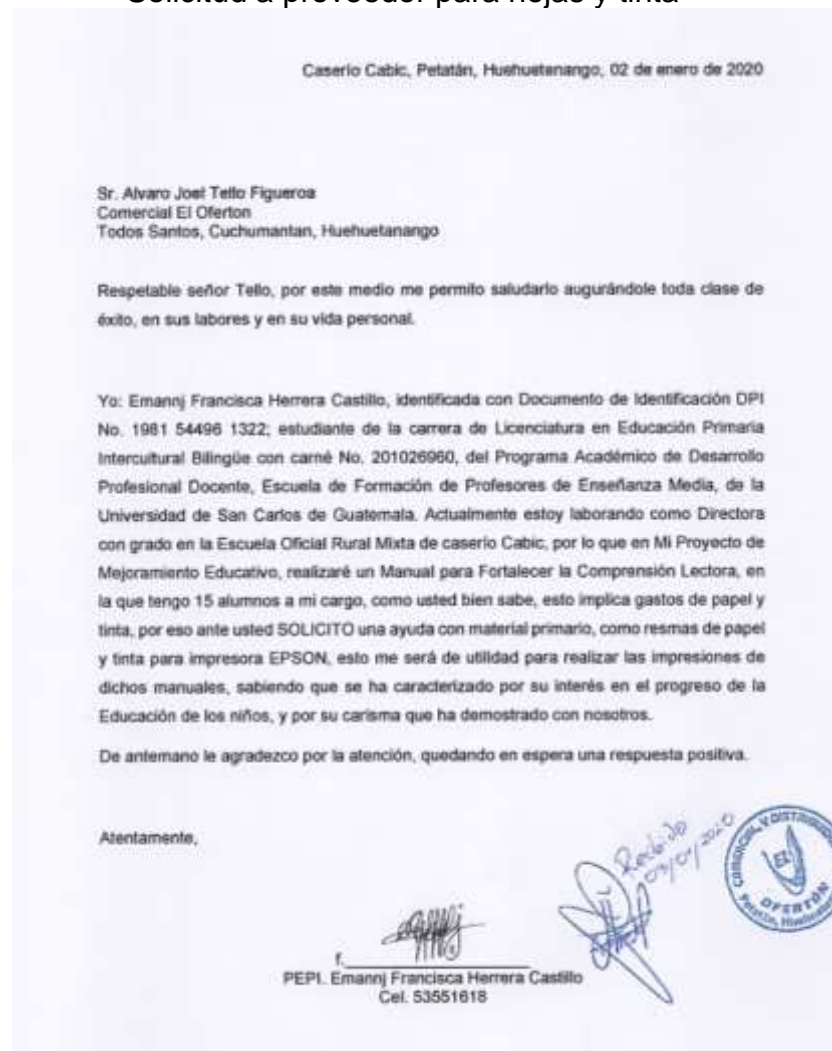 Solicitud a proveedor para hojas y tinta
Caserío Cabic, Petatán, Huehuetenango, 02 de enero de 2020
Sr. Alvaro Joel Tello Figueroa
Comercial El Oferton
Todos Santos, Cuchumantan, Huehuetanango
Respetable señor Tello, por este medio me permito saludarlo augurándole toda clase de
éxito, en sus labores y en su vida personal.
Yo: Emannj Francisca Herrera Castillo, identificada con Documento de Identificación DPI
No. 1981 54496 1322; estudiante de la carrera de Licenciatura en Educación Primaria
Intercultural Bilingüe con carné No. 201026960, del Programa Académico de Desarrollo
Profesional Docente, Escuela de Formación de Profesores de Enseñanza Media, de la
Universidad de San Carlos de Guatemala. Actualmente estoy laborando como Directora
con grado en la Escuela Oficial Rural Mixta de caserío Cabic, por lo que en Mi Proyecto de
Mejoramiento Educativo, realizaré un Manual para Fortalecer la Comprensión Lectora, en
la que tengo 15 alumnos a mi cargo, como usted bien sabe, esto implica gastos de papel y
tinta, por eso ante usted SOLICITO una ayuda con material primario, como resmas de papel
y tinta para impresora EPSON, esto me será de utilidad para realizar las impresiones de
dichos manuales, sabiendo que se ha caracterizado por su interés en el progreso de la
Educación de los niños, y por su carisma que ha demostrado con nosotros.
De antemano le agradezco por la atención, quedando en espera una respuesta positiva.
Atentamente,
Recibido
03/01/2020
COMERCIAL Y DISTRIBUIDORA
EL
OFERTÓN
Petatán
f.
PEPI. Emannj Francisca Herrera Castillo
Cel. 53551618